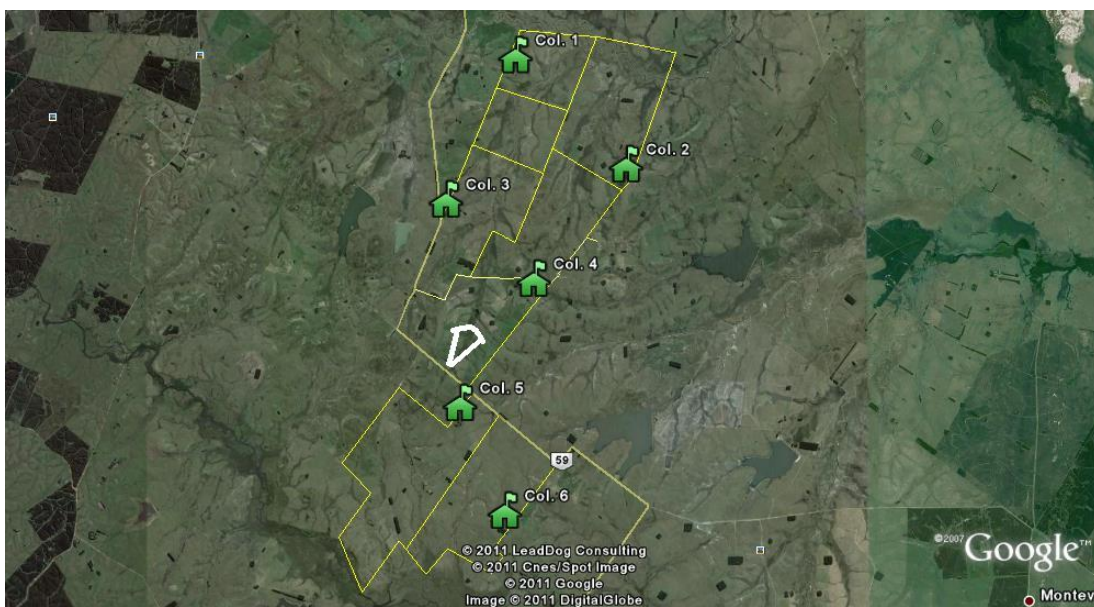 Col. 1
Col. 2
Col. 3
Col. 4
Col. 5
59
Col. 6
© 2011 LeadDog Consulting
© 2011 Cnes/Spot Image
© 2011 Google
Image © 2011 DigitalGlobe
©2007 Google™
Montev